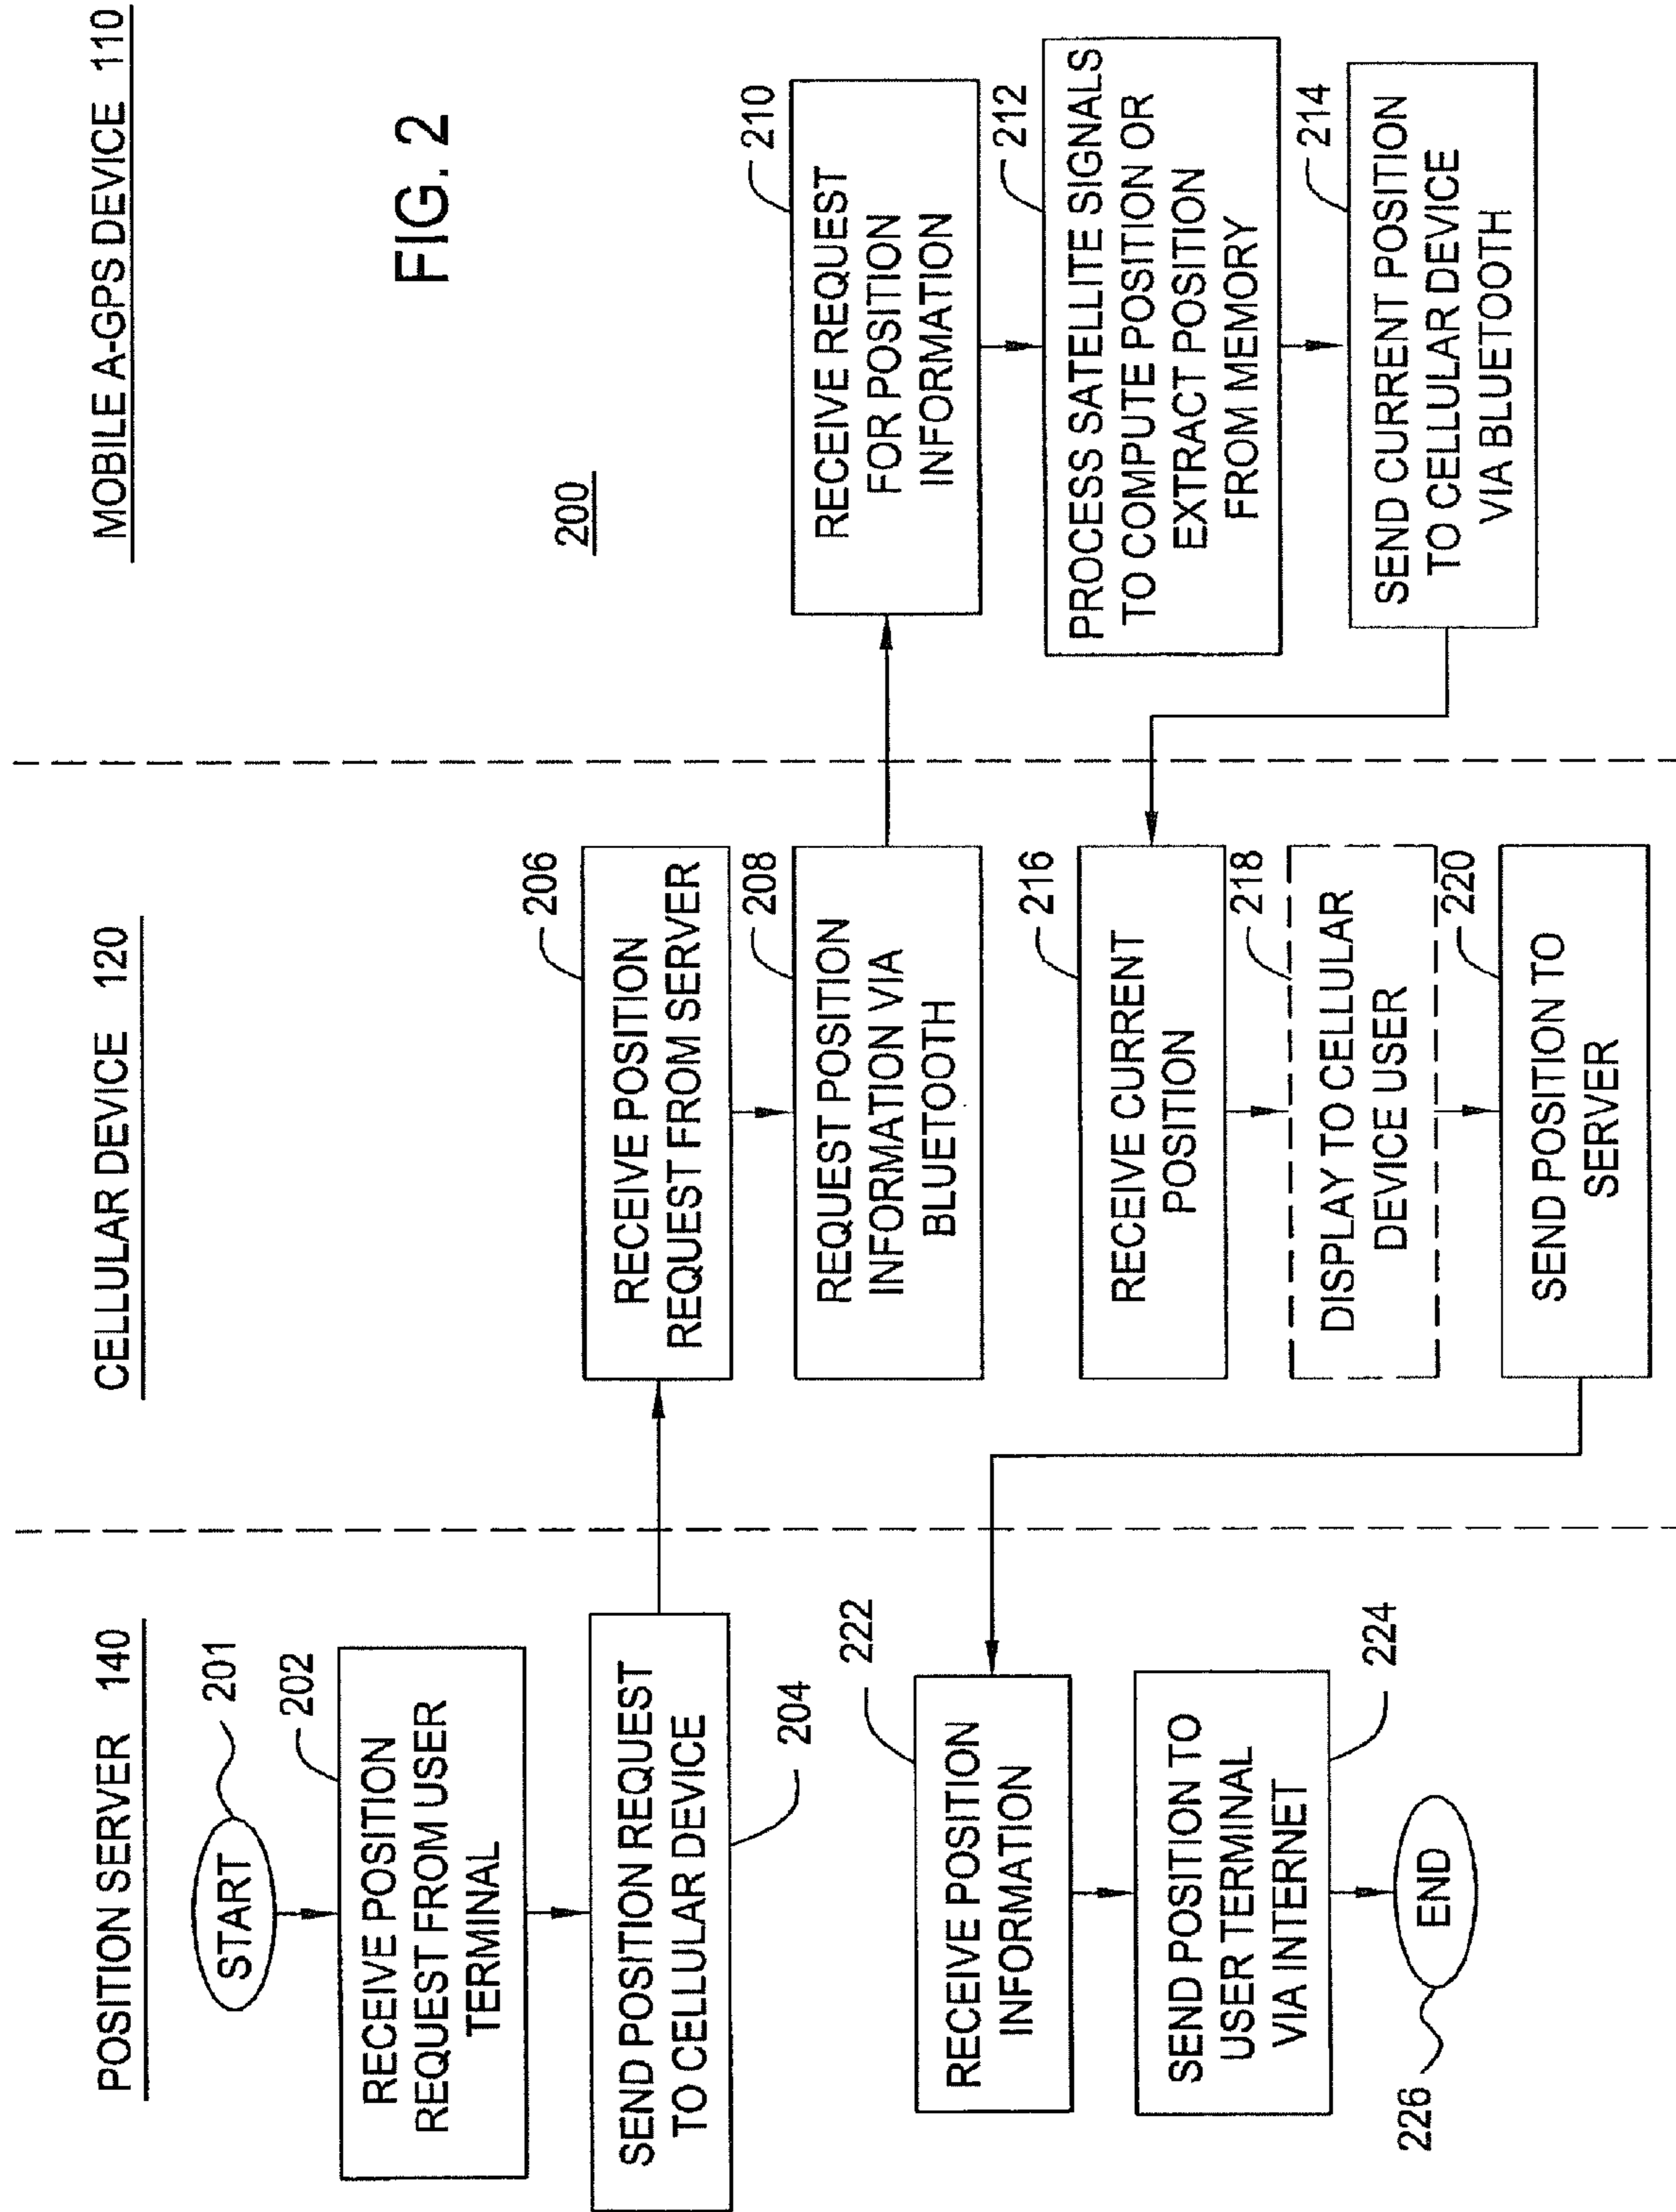 POSITION SERVER 140
START
201
RECEIVE POSITION
REQUEST FROM USER
TERMINAL
202
SEND POSITION REQUEST
TO CELLULAR DEVICE
204
RECEIVE POSITION
INFORMATION
222
SEND POSITION TO
USER TERMINAL
VIA INTERNET
224
END
226
CELLULAR DEVICE 120
206
RECEIVE POSITION
REQUEST FROM SERVER
208
REQUEST POSITION
INFORMATION VIA
BLUETOOTH
216
RECEIVE CURRENT
POSITION
218
DISPLAY TO CELLULAR
DEVICE USER
220
SEND POSITION TO
SERVER
MOBILE A-GPS DEVICE 110
FIG. 2
200
210
RECEIVE REQUEST
FOR POSITION
INFORMATION
212
PROCESS SATELLITE SIGNALS
TO COMPUTE POSITION OR
EXTRACT POSITION
FROM MEMORY
214
SEND CURRENT POSITION
TO CELLULAR DEVICE
VIA BLUETOOTH